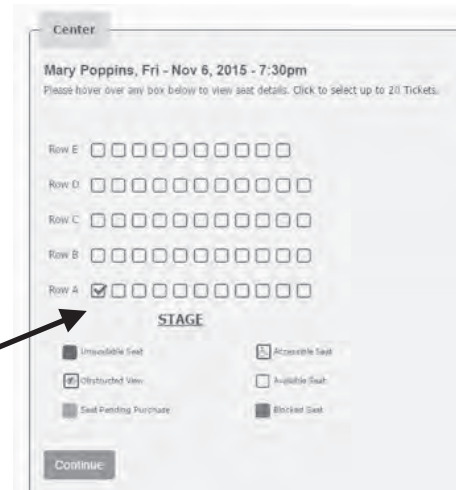 Center
Mary Poppins, Fri - Nov 6, 2015 - 7:30pm
Please hover over any box below to view seat details. Click to select up to 20 Tickets.
Row E
Row D
Row C
Row B
Row A
STAGE
Unavailable Seat
Accessible Seat
Obstructed View
Available Seat
Seat Pending Purchase
Blocked Seat
Continue